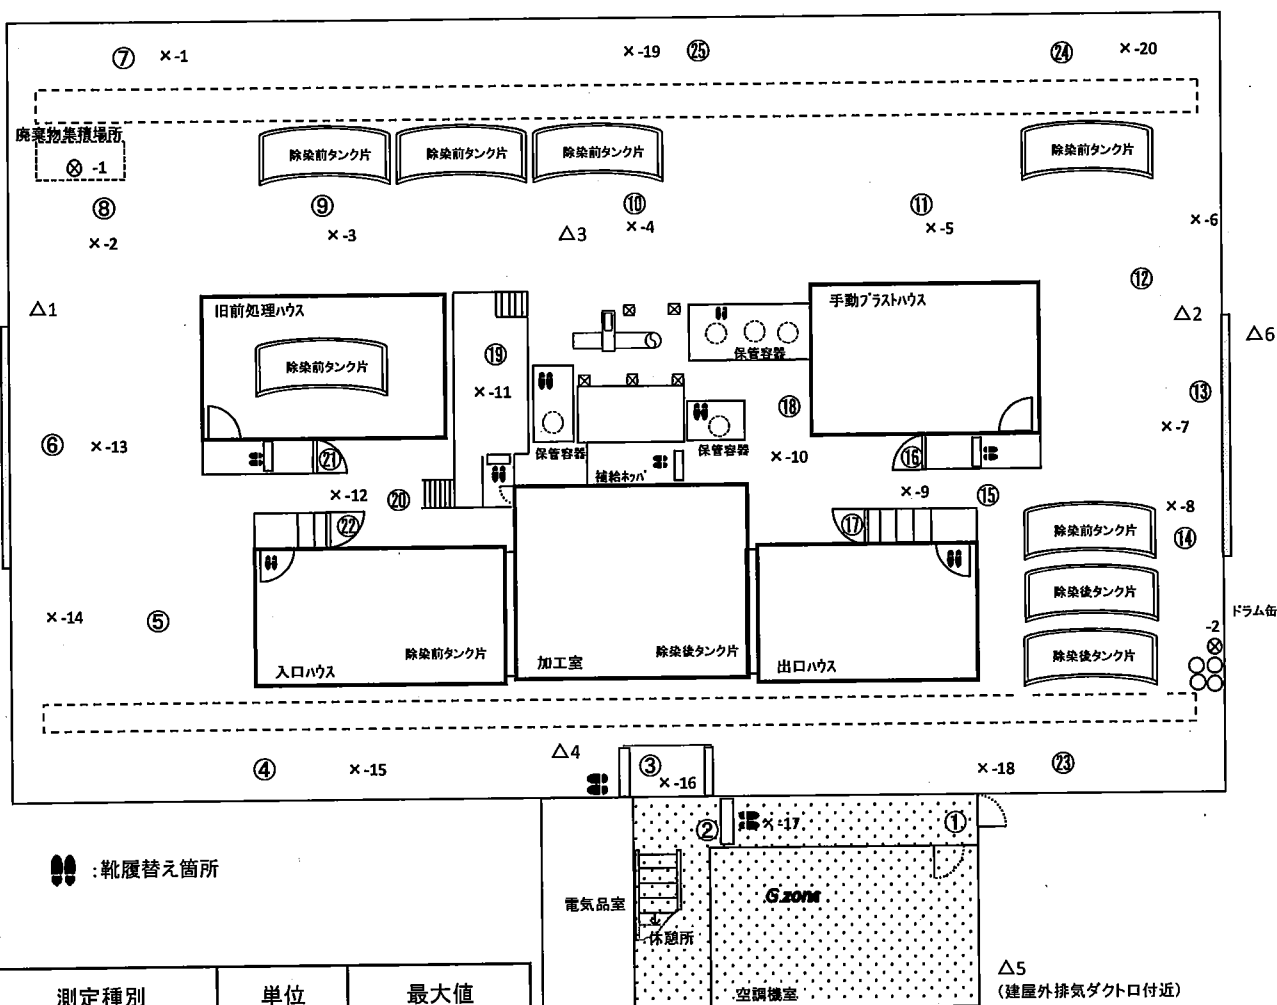 ⑦ ×-1 ×-19 ㉕ ㉔ ×-20
廃棄物集積場所
⊗ -1
除染前タンク片 除染前タンク片 除染前タンク片 除染前タンク片
⑧ ⑨ ⑩ ⑪
×-2 ×-3 △3 ×-4 ×-5 ×-6
⑫
△1 旧前処理ハウス 手動ブラストハウス △2 △6
除染前タンク片
⑲ 保管容器
×-11 ⑱ ⑬
⑥ ×-13 ×-7
保管容器 保管容器
㉑ ×-10 ⑯
補給ホッパ
×-12 ⑳ ×-9 ⑮ ×-8
㉒ ⑰ 除染前タンク片 ⑭
除染後タンク片
×-14 ⑤ ドラム缶
-2 ⊗
入口ハウス 除染前タンク片 加工室 除染後タンク片 出口ハウス 除染後タンク片
④ ×-15 △4 ③ ×-16 ×-18 ㉓
② ×-17 ①
:靴履替え箇所
G.zone
電気品室
休憩所
空調機室
△5
(建屋外排気ダクト口付近)
測定種別 単位 最大値